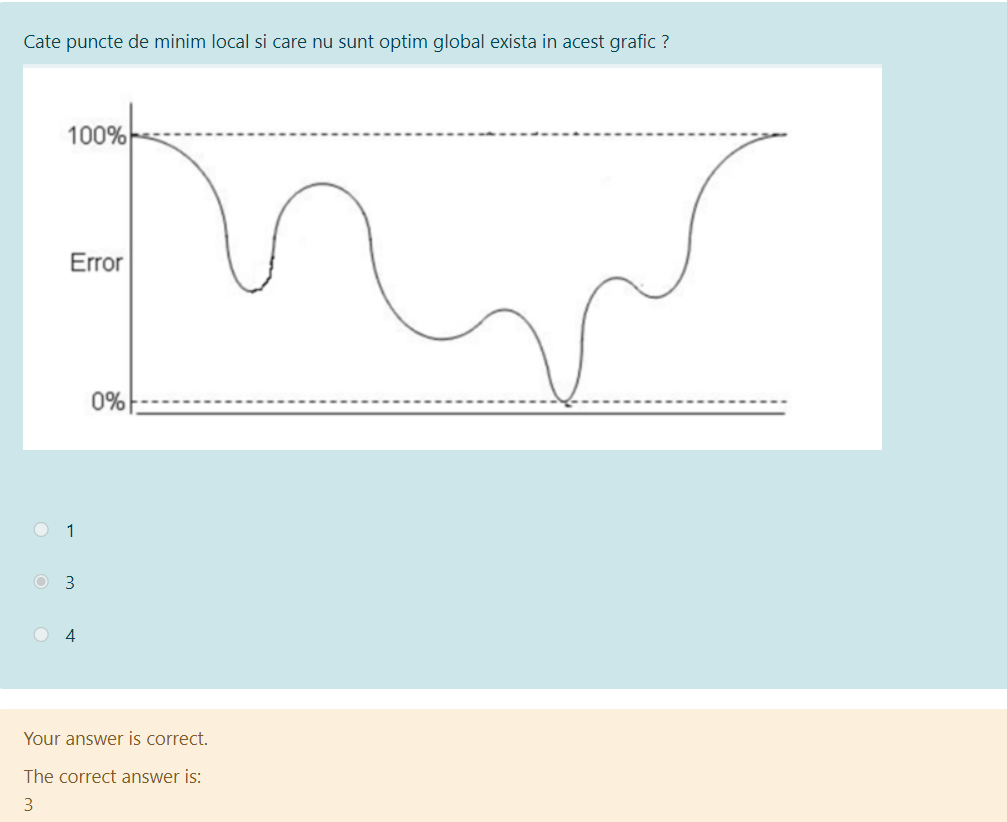 Cate puncte de minim local si care nu sunt optim global exista in acest grafic ?
100%
Error
0%
1
3
4
Your answer is correct.
The correct answer is:
3